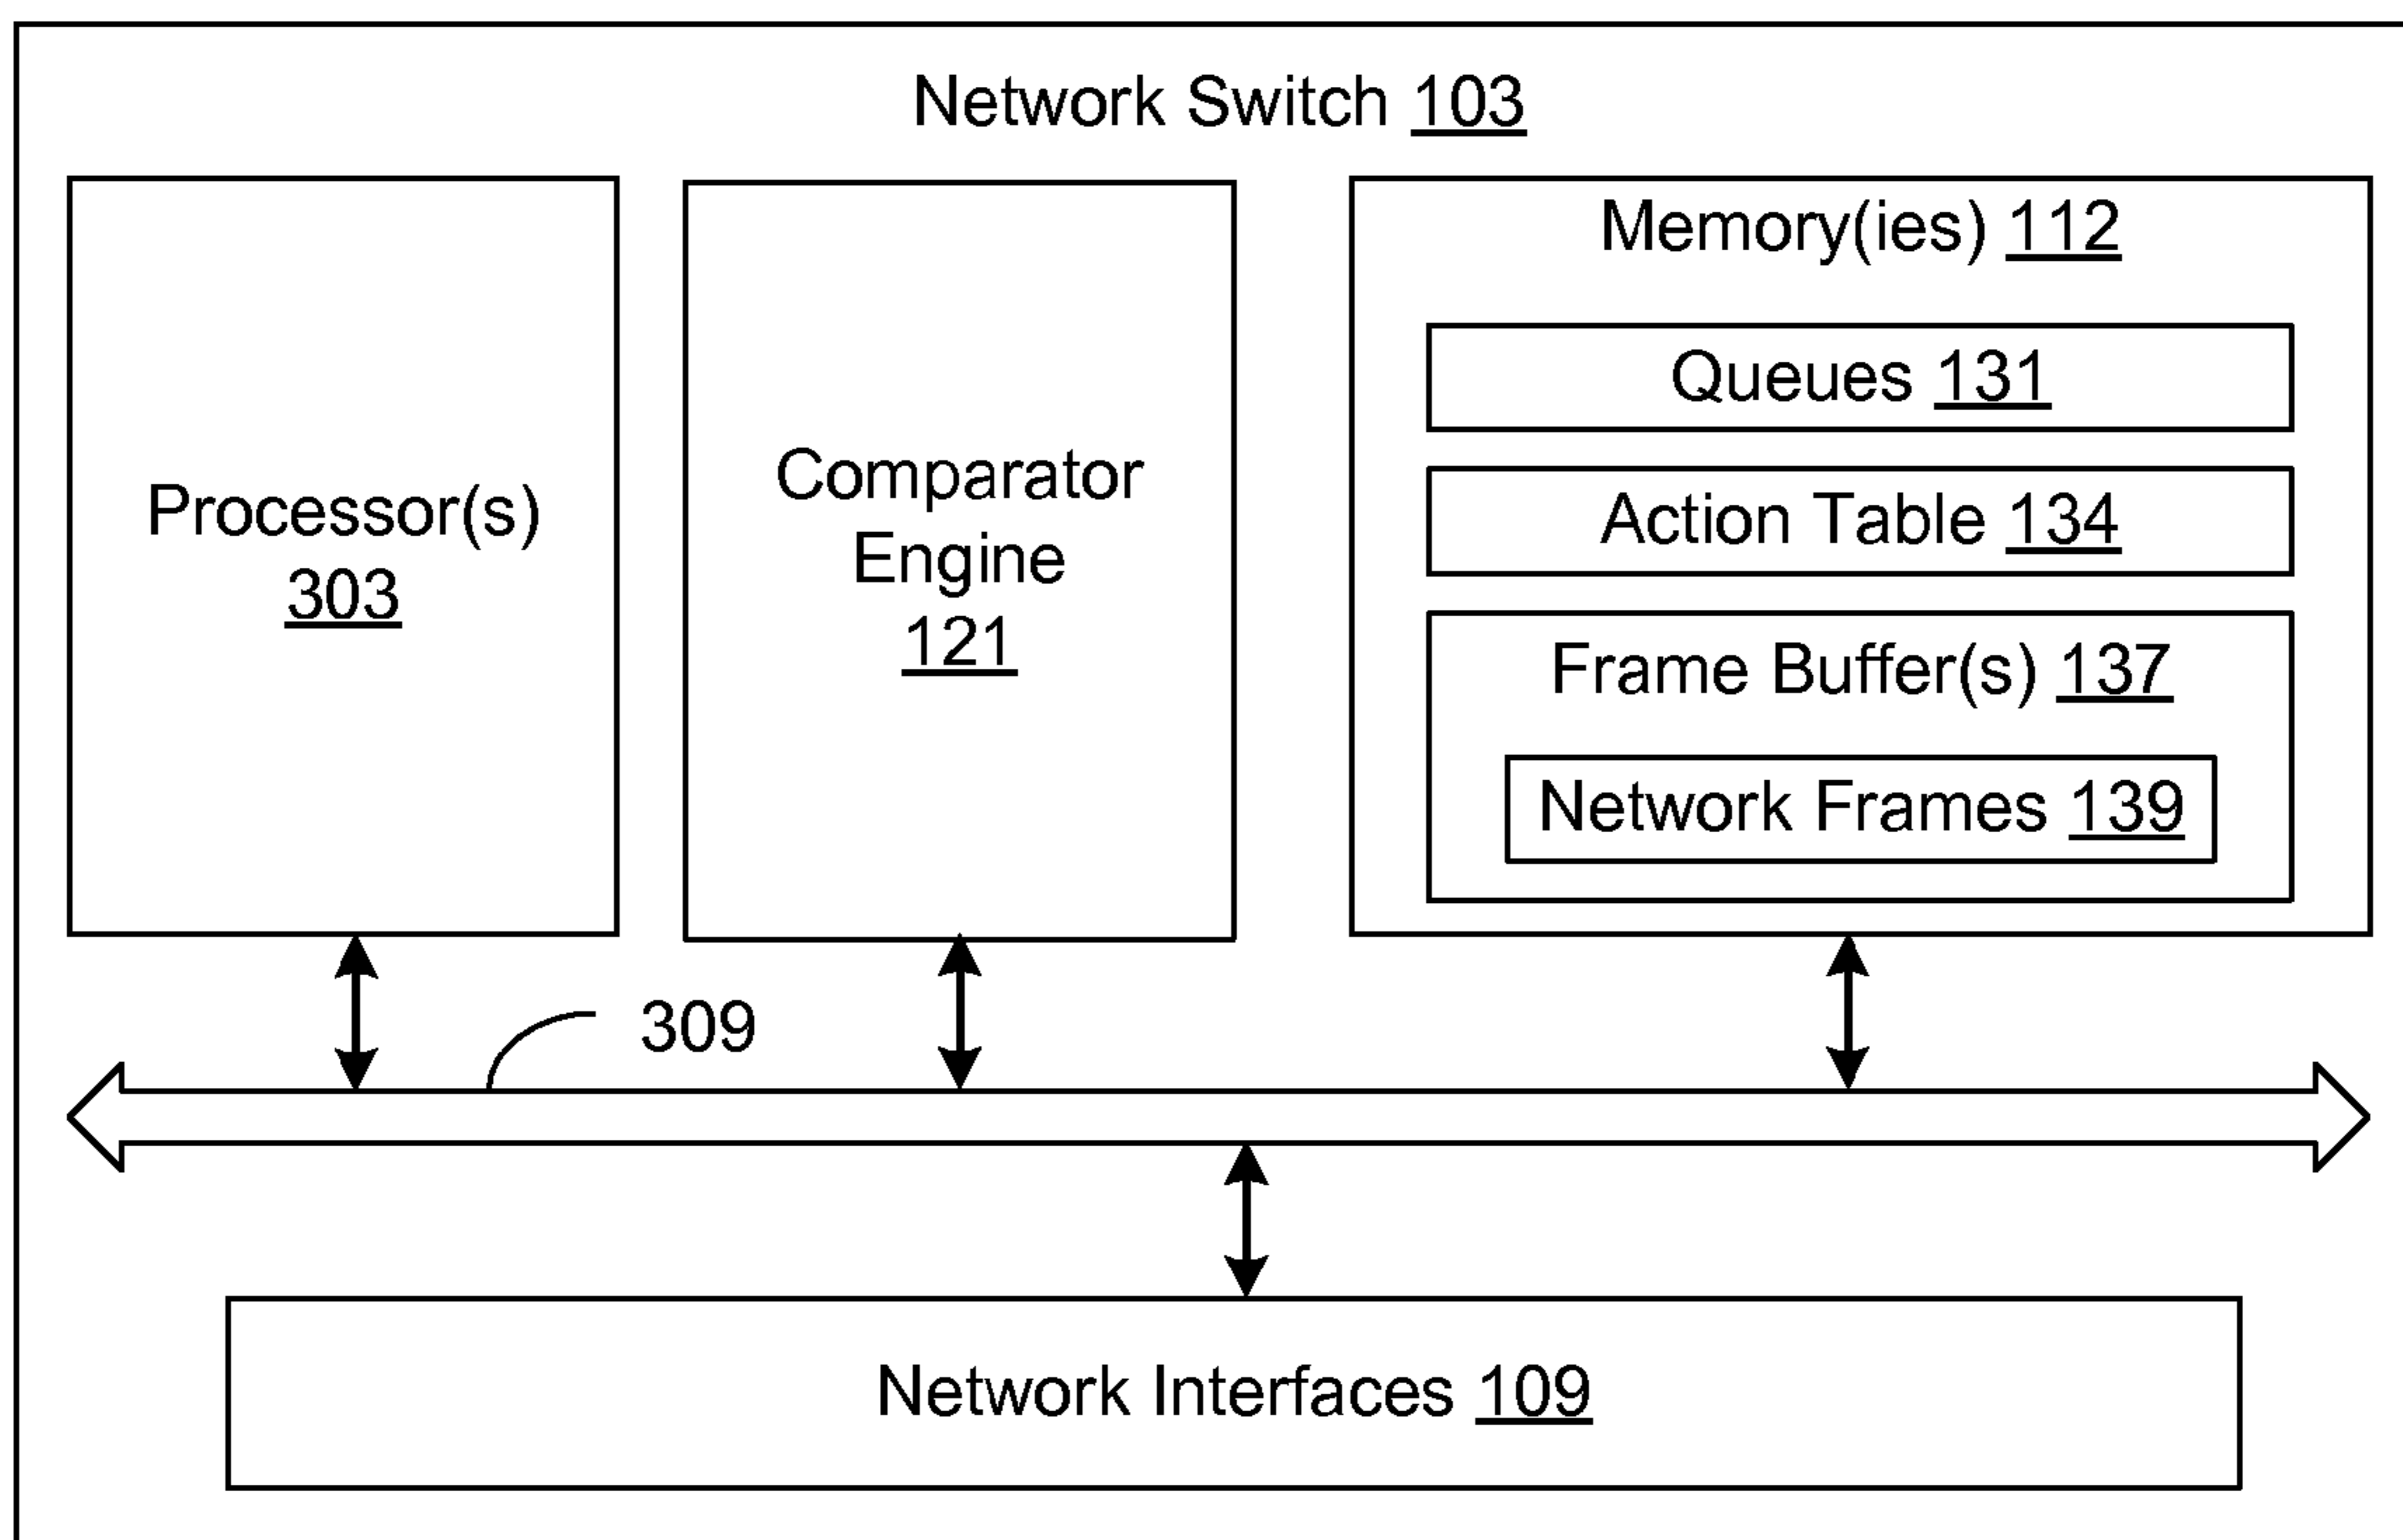 Network Switch 103
Processor(s)
303
Comparator
Engine
121
Memory(ies) 112
Queues 131
Action Table 134
Frame Buffer(s) 137
Network Frames 139
309
Network Interfaces 109